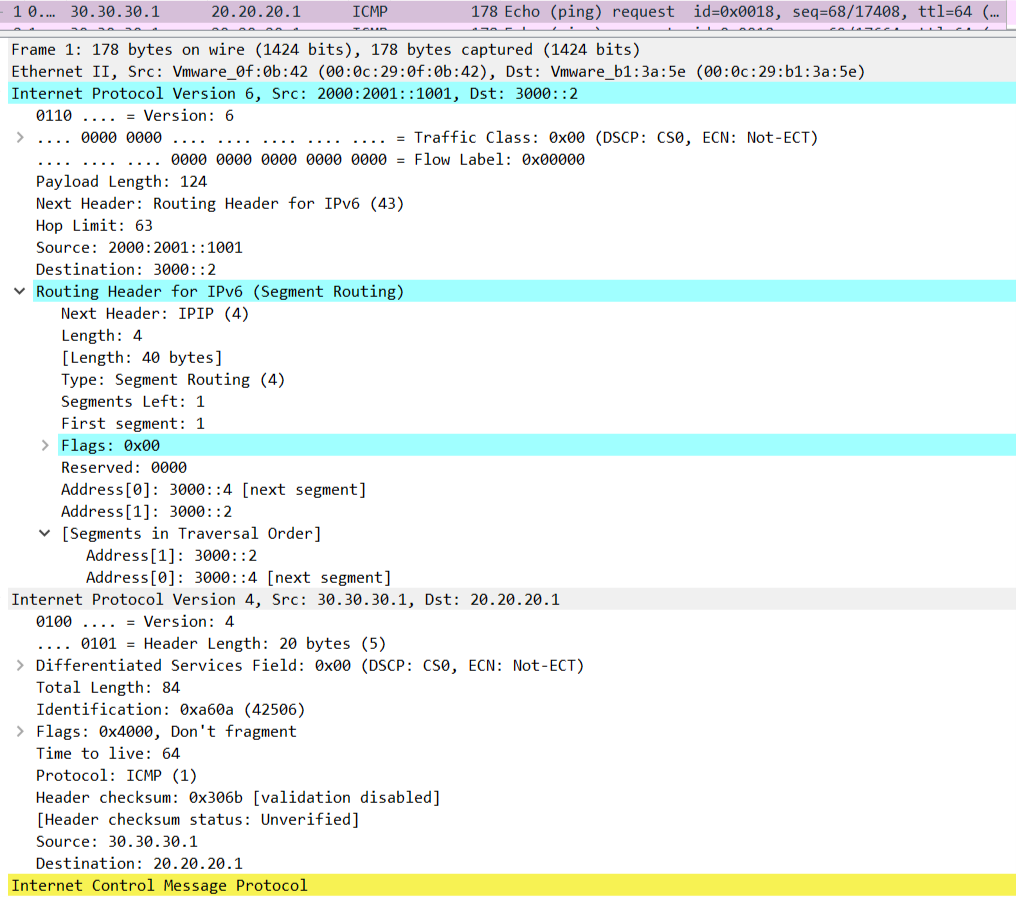 1 0... 30.30.30.1 20.20.20.1 ICMP 178 Echo (ping) request id=0x0018, seq=68/17408, ttl=64 (…
Frame 1: 178 bytes on wire (1424 bits), 178 bytes captured (1424 bits)
Ethernet II, Src: Vmware_0f:0b:42 (00:0c:29:0f:0b:42), Dst: Vmware_b1:3a:5e (00:0c:29:b1:3a:5e)
Internet Protocol Version 6, Src: 2000:2001::1001, Dst: 3000::2
0110 .... = Version: 6
.... 0000 0000 .... .... .... .... .... = Traffic Class: 0x00 (DSCP: CS0, ECN: Not-ECT)
.... .... .... 0000 0000 0000 0000 0000 = Flow Label: 0x00000
Payload Length: 124
Next Header: Routing Header for IPv6 (43)
Hop Limit: 63
Source: 2000:2001::1001
Destination: 3000::2
Routing Header for IPv6 (Segment Routing)
Next Header: IPIP (4)
Length: 4
[Length: 40 bytes]
Type: Segment Routing (4)
Segments Left: 1
First segment: 1
Flags: 0x00
Reserved: 0000
Address[0]: 3000::4 [next segment]
Address[1]: 3000::2
[Segments in Traversal Order]
Address[1]: 3000::2
Address[0]: 3000::4 [next segment]
Internet Protocol Version 4, Src: 30.30.30.1, Dst: 20.20.20.1
0100 .... = Version: 4
.... 0101 = Header Length: 20 bytes (5)
Differentiated Services Field: 0x00 (DSCP: CS0, ECN: Not-ECT)
Total Length: 84
Identification: 0xa60a (42506)
Flags: 0x4000, Don't fragment
Time to live: 64
Protocol: ICMP (1)
Header checksum: 0x306b [validation disabled]
[Header checksum status: Unverified]
Source: 30.30.30.1
Destination: 20.20.20.1
Internet Control Message Protocol